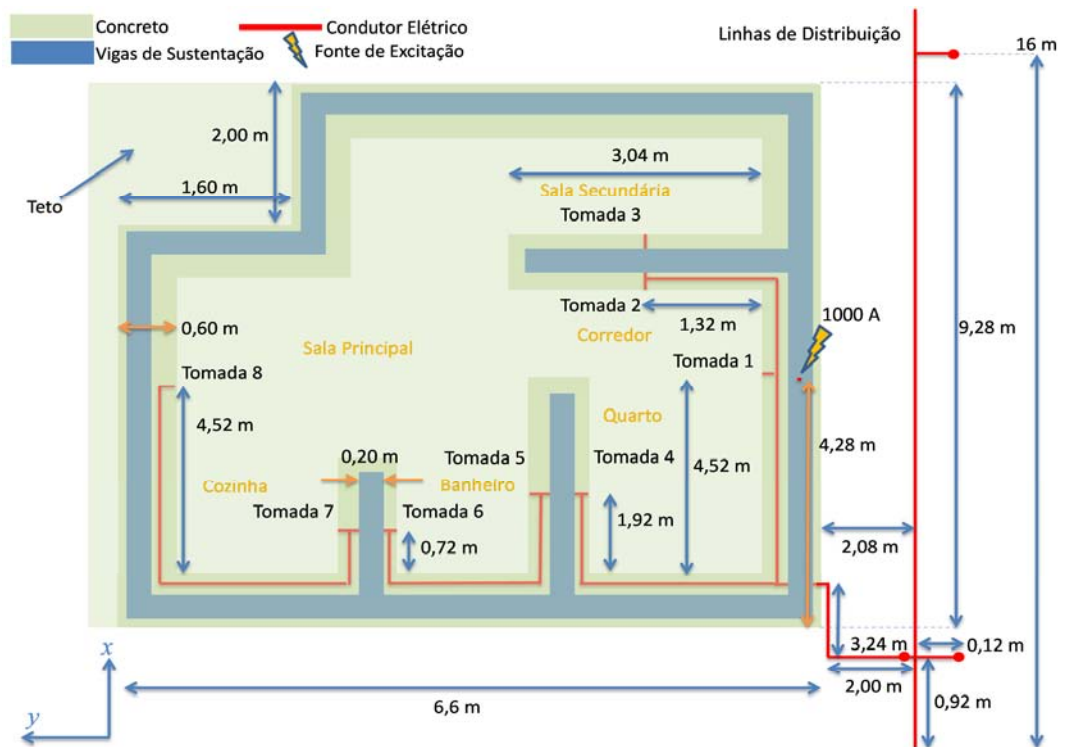 Concreto
Condutor Elétrico
Vigas de Sustentação
Fonte de Excitação
Linhas de Distribuição
16 m
2,00 m
3,04 m
1,60 m
Sala Secundária
Teto
Tomada 3
Tomada 2
1000 A
0,60 m
1,32 m
9,28 m
Sala Principal
Corredor
Tomada 8
Tomada 1
4,52 m
Quarto
4,28 m
0,20 m
Tomada 5
Tomada 4
4,52 m
Cozinha
Banheiro
Tomada 7
Tomada 6
1,92 m
0,72 m
2,08 m
3,24 m
0,12 m
x
2,00 m
0,92 m
6,6 m
y